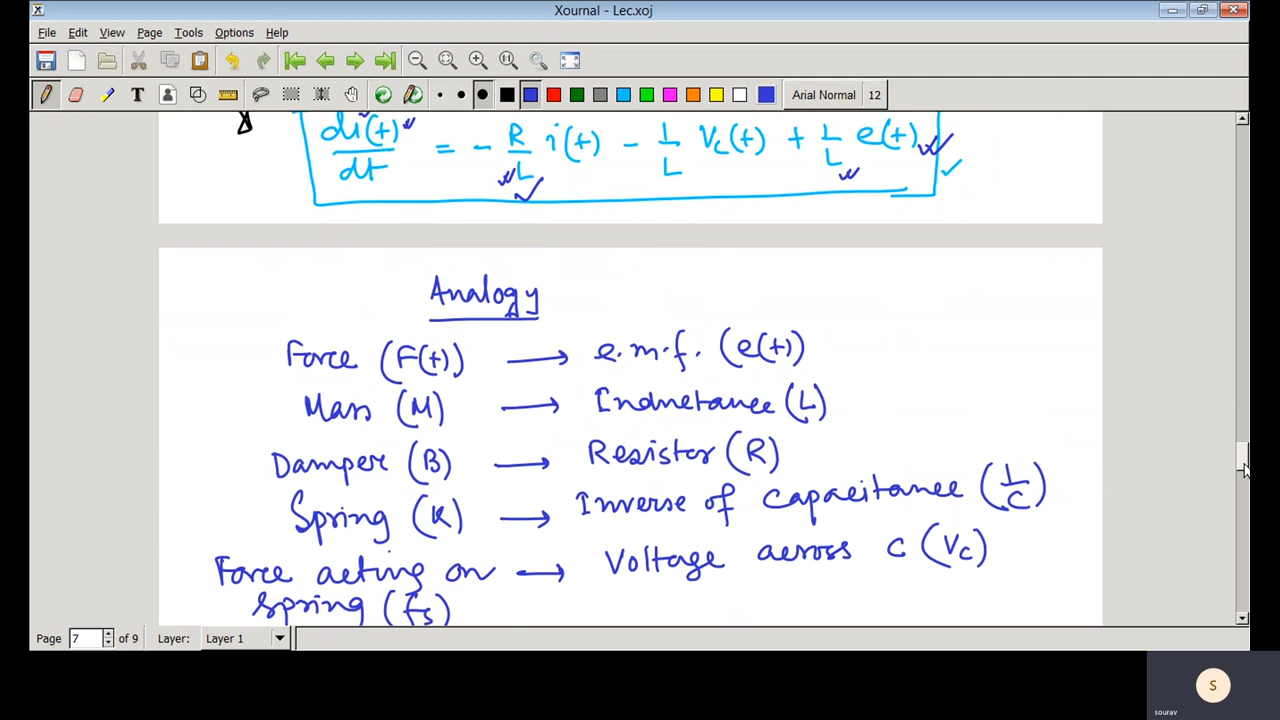 Xournal - Lec.xoj
File Edit View Page Tools Options Help
Arial Normal 12
di(t)/dt = - R/L i(t) - 1/L Vc(t) + 1/L e(t)
Analogy
Force (F(t)) → e.m.f. (e(t))
Mass (M) → Inductance (L)
Damper (B) → Resistor (R)
Spring (K) → Inverse of capacitance (1/C)
Force acting on → Voltage across C (Vc)
Spring (fs)
Page 7 of 9 Layer: Layer 1
S
sourav